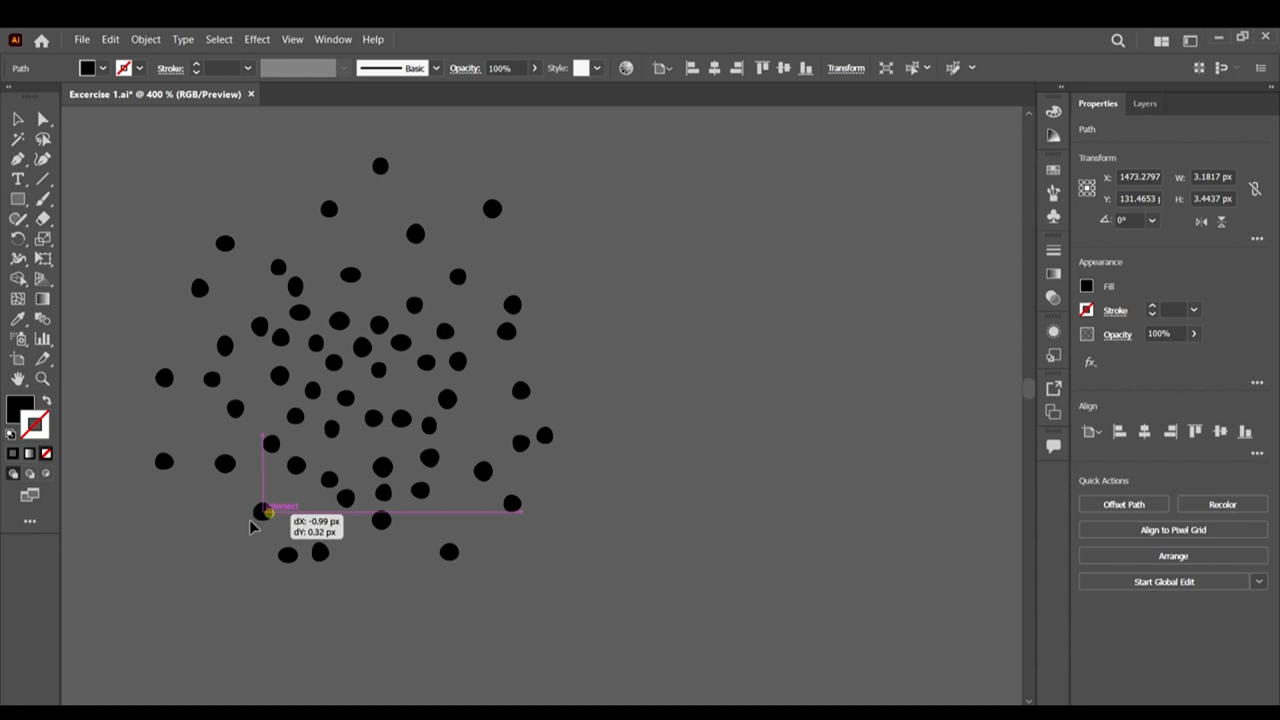 Ai File Edit Object Type Select Effect View Window Help
Path Stroke: Basic Opacity: 100% Style: Transform
Excercise 1.ai* @ 400 % (RGB/Preview) ×
Properties Layers
Path
Transform
X: 1473.2797 W: 3.1817 px
Y: 131.4653 p H: 3.4437 px
0°
Appearance
Fill
Stroke
Opacity 100%
fx.
Align
Quick Actions
Offset Path Recolor
Align to Pixel Grid
Arrange
Start Global Edit
dX: -0.99 px
dY: 0.32 px